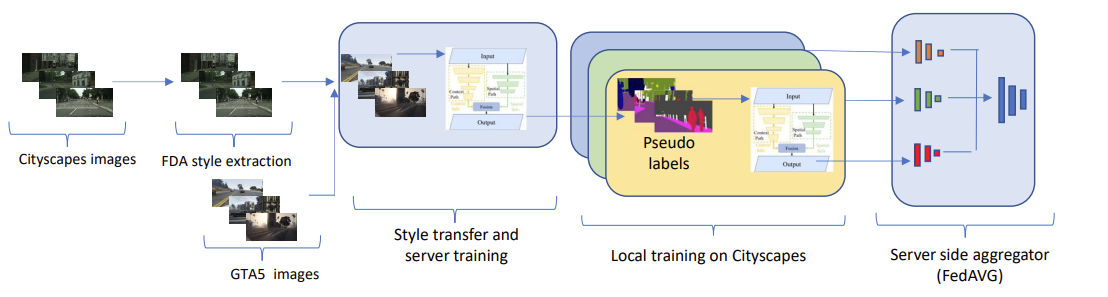 Cityscapes images
FDA style extraction
GTA5 images
Input
Context
Path
Spatial
Path
Fusion
Output
Style transfer and
server training
Pseudo
labels
Input
Context
Path
Spatial
Path
Fusion
Output
Local training on Cityscapes
Server side aggregator
(FedAVG)